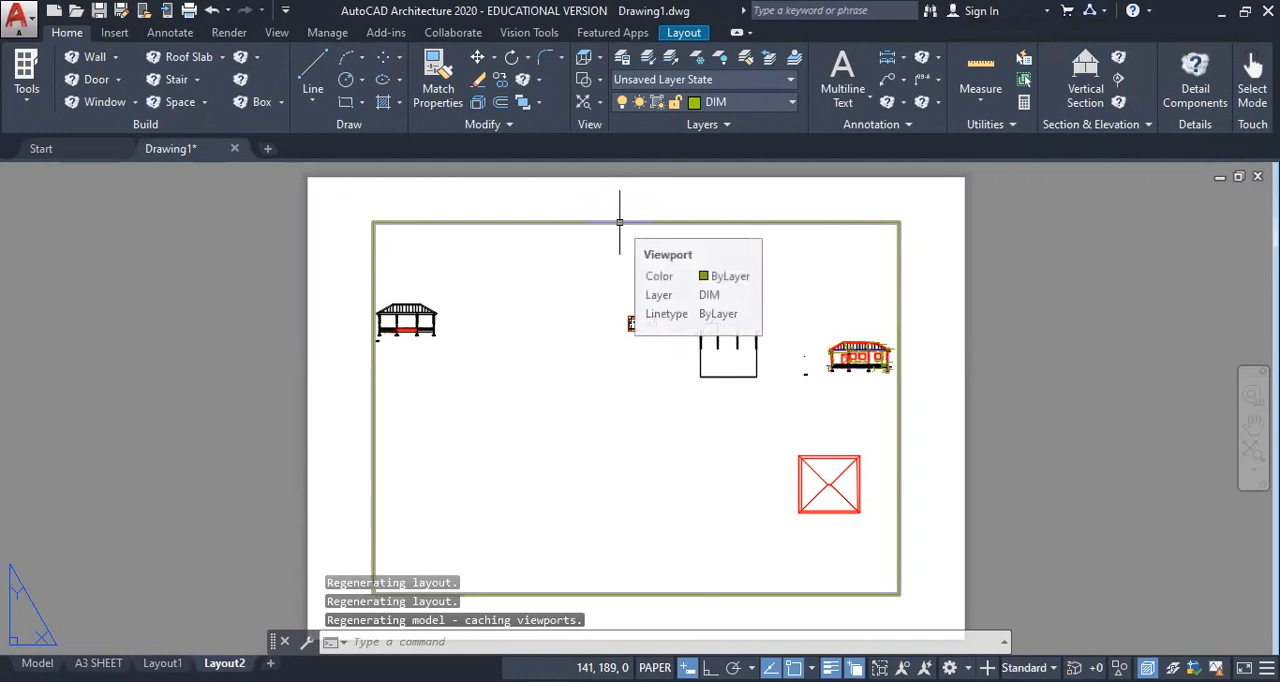 A AutoCAD Architecture 2020 - EDUCATIONAL VERSION Drawing1.dwg Type a keyword or phrase Sign In
A Home Insert Annotate Render View Manage Add-ins Collaborate Vision Tools Featured Apps Layout
Wall Roof Slab
Door Stair
Window Space Box
Tools Line Match Properties Multiline Text Measure Vertical Section Detail Components Select Mode
Unsaved Layer State
DIM
Build Draw Modify View Layers Annotation Utilities Section & Elevation Details Touch
Start Drawing1*
Viewport
Color ByLayer
Layer DIM
Linetype ByLayer
Regenerating layout.
Regenerating layout.
Regenerating model - caching viewports.
Type a command
Y X
Model A3 SHEET Layout1 Layout2 141, 189, 0 PAPER Standard +0